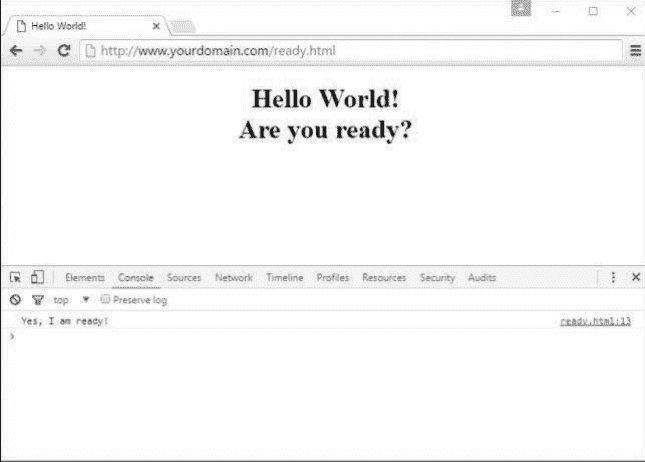 Hello World!
http://www.yourdomain.com/ready.html
Hello World!
Are you ready?
Elements Console Sources Network Timeline Profiles Resources Security Audits
top Preserve log
Yes, I am ready! ready.html:13